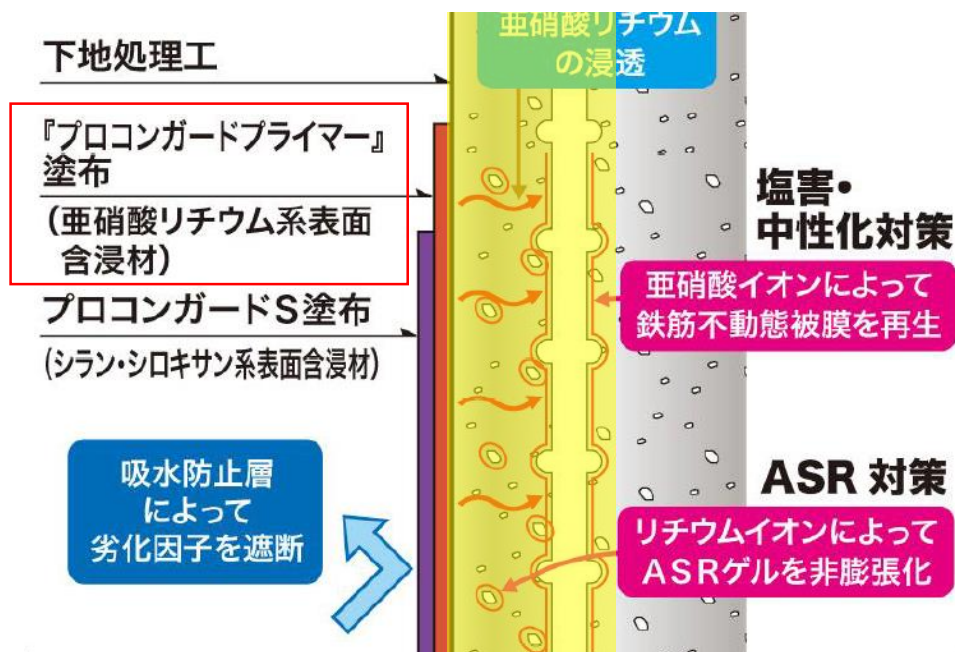 亜硝酸リチウム
の浸透
下地処理工
『プロコンガードプライマー』
塗布
（亜硝酸リチウム系表面
含浸材）
プロコンガードS塗布
(シラン・シロキサン系表面含浸材)
吸水防止層
によって
劣化因子を遮断
塩害・
中性化対策
亜硝酸イオンによって
鉄筋不動態被膜を再生
ASR 対策
リチウムイオンによって
ASRゲルを非膨張化